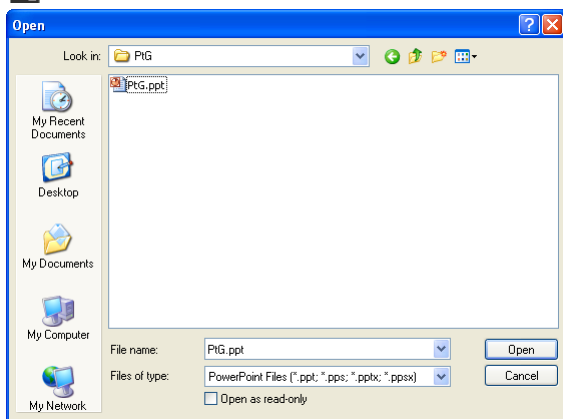 Open
Look in: PtG
PtG.ppt
My Recent
Documents
Desktop
My Documents
My Computer
My Network
File name: PtG.ppt Open
Files of type: PowerPoint Files (*.ppt; *.pps; *.pptx; *.ppsx) Cancel
Open as read-only